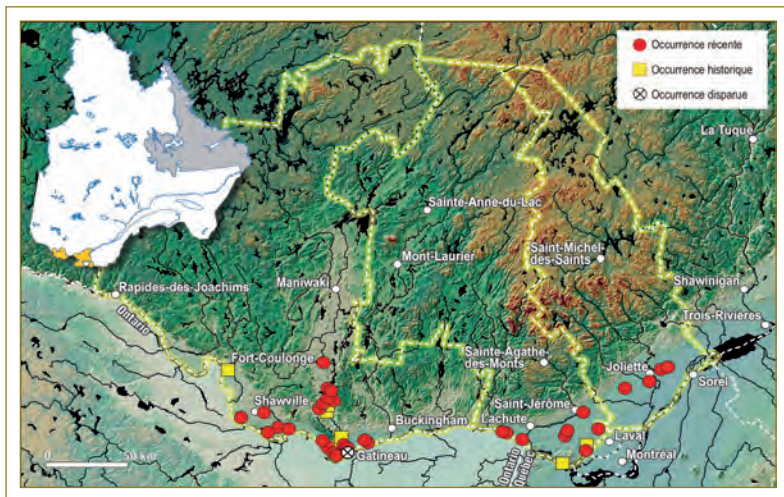 Occurrence récente
Occurrence historique
Occurrence disparue
La Tuque
Sainte-Anne-du-Lac
Mont-Laurier
Saint-Michel
des-Saints
Maniwaki
Rapides-des-Joachims
Shawinigan
Trois-Rivières
Ontario
Fort-Coulonge
Sainte-Agathe
des-Monts
Joliette
Sorel
Shawville
Buckingham
Saint-Jérôme
Lachute
Laval
Gatineau
Ontario
Québec
Montréal
0 50 km